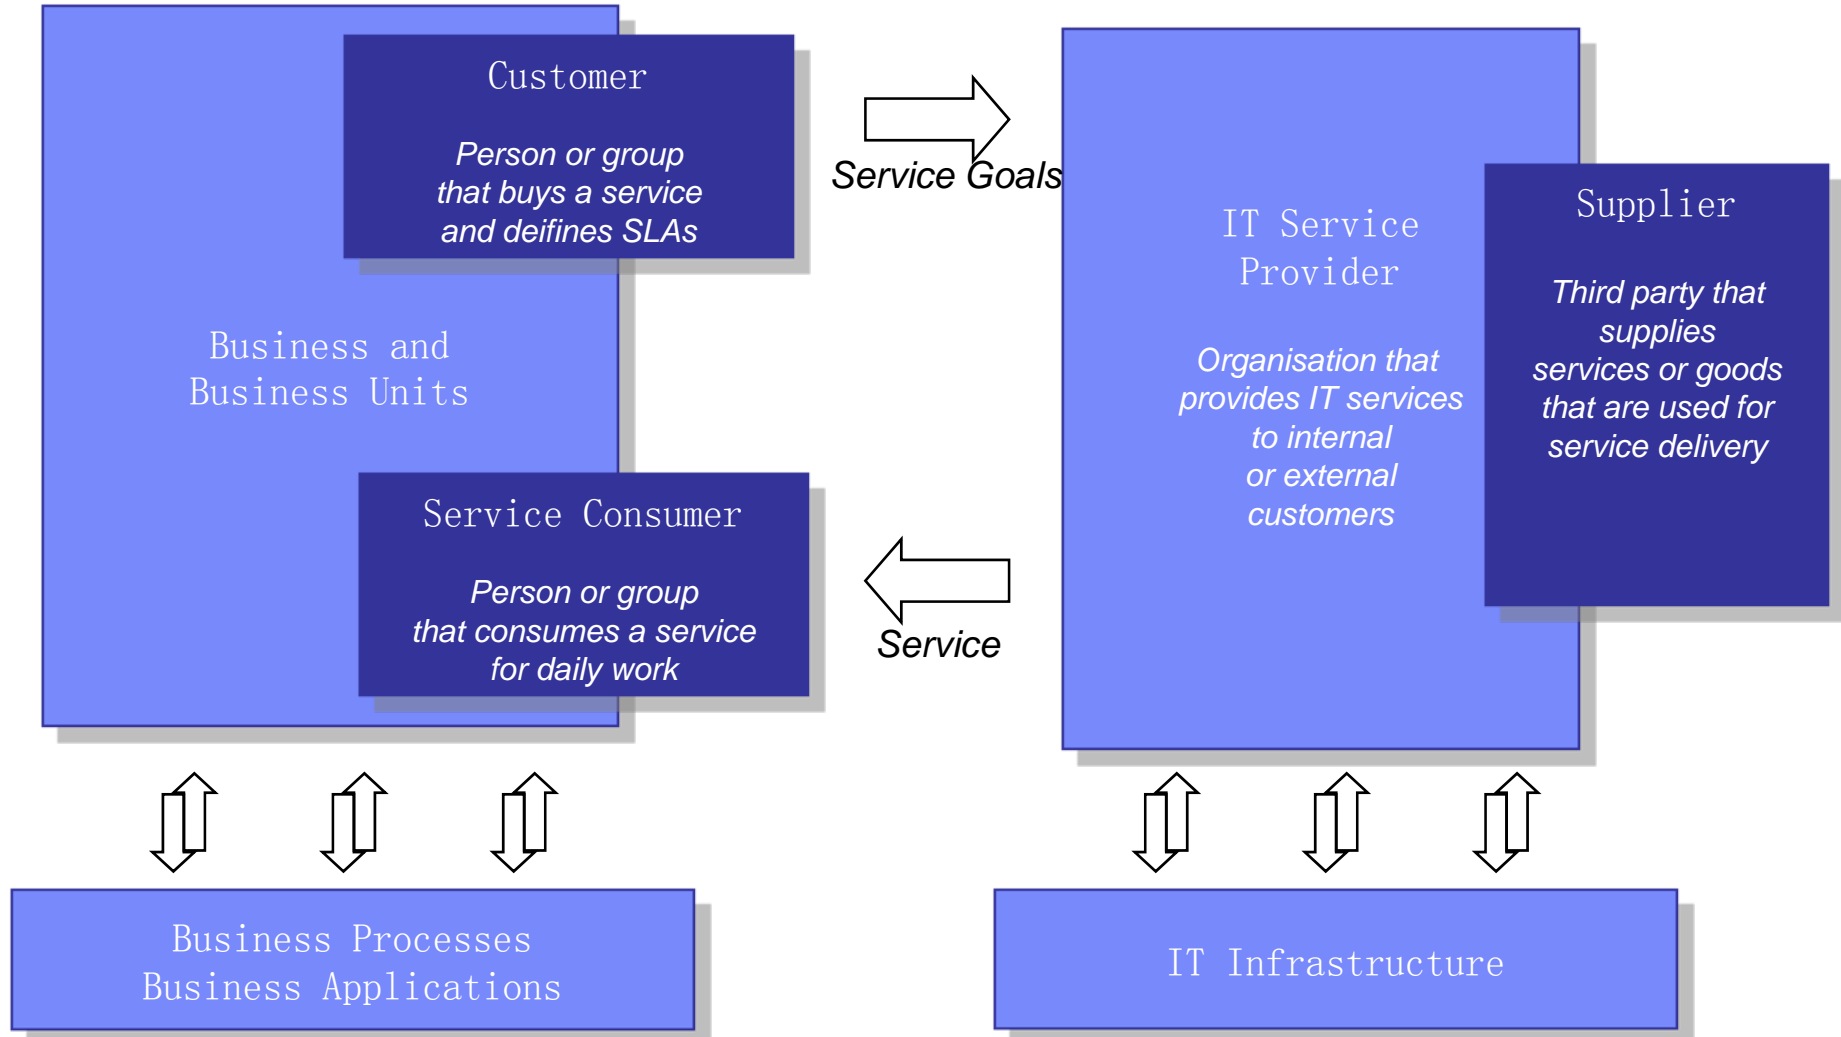 Customer
Person or group
that buys a service
and deifines SLAs
Business and
Business Units
Service Consumer
Person or group
that consumes a service
for daily work
Service Goals
Service
IT Service
Provider
Organisation that
provides IT services
to internal
or external
customers
Supplier
Third party that
supplies
services or goods
that are used for
service delivery
Business Processes
Business Applications
IT Infrastructure